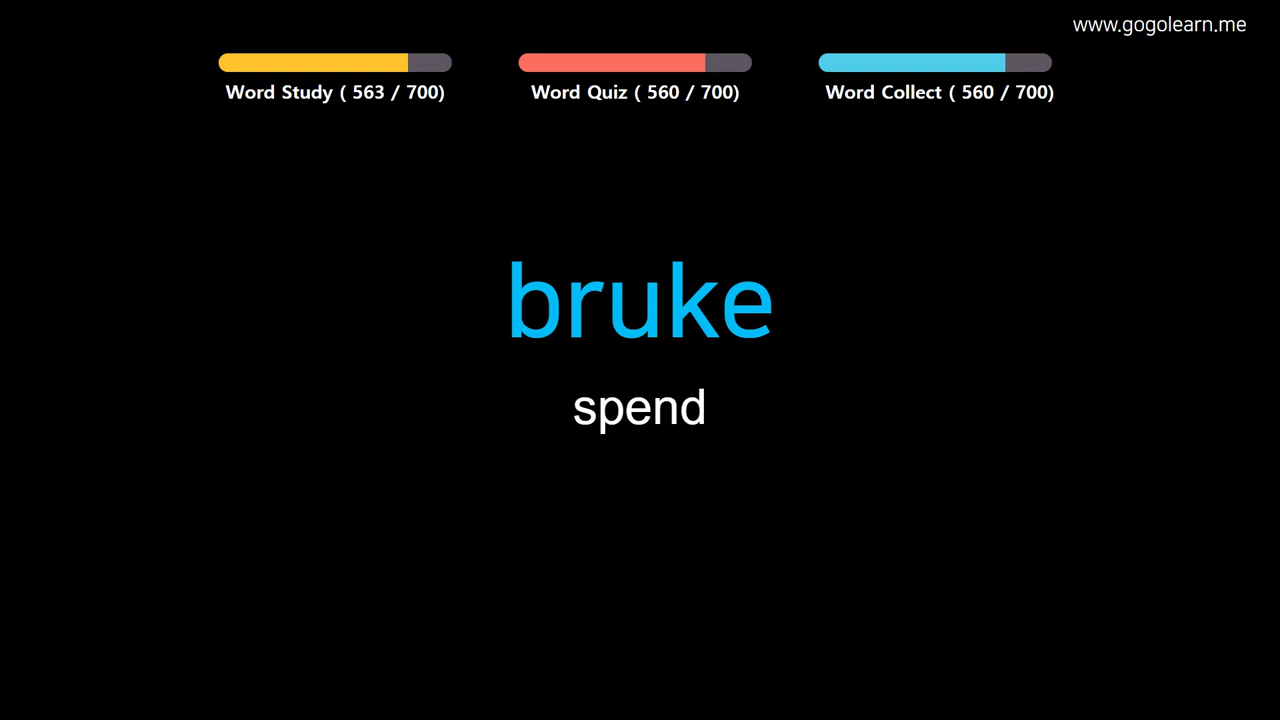 www.gogolearn.me
Word Study ( 563 / 700)
Word Quiz ( 560 / 700)
Word Collect ( 560 / 700)
bruke
spend